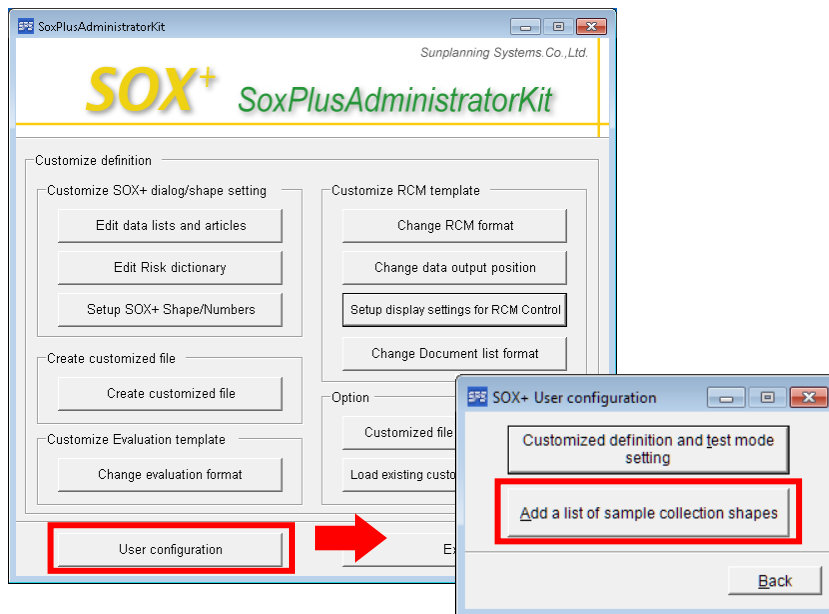 SPS SoxPlusAdministratorKit
Sunplanning Systems.Co.,Ltd.
SOX+ SoxPlusAdministratorKit
Customize definition
Customize SOX+ dialog/shape setting
Edit data lists and articles
Edit Risk dictionary
Setup SOX+ Shape/Numbers
Create customized file
Create customized file
Customize Evaluation template
Change evaluation format
User configuration
Customize RCM template
Change RCM format
Change data output position
Setup display settings for RCM Control
Change Document list format
Option
Customized file
Load existing custo
SPS SOX+ User configuration
Customized definition and test mode
setting
Add a list of sample collection shapes
Back